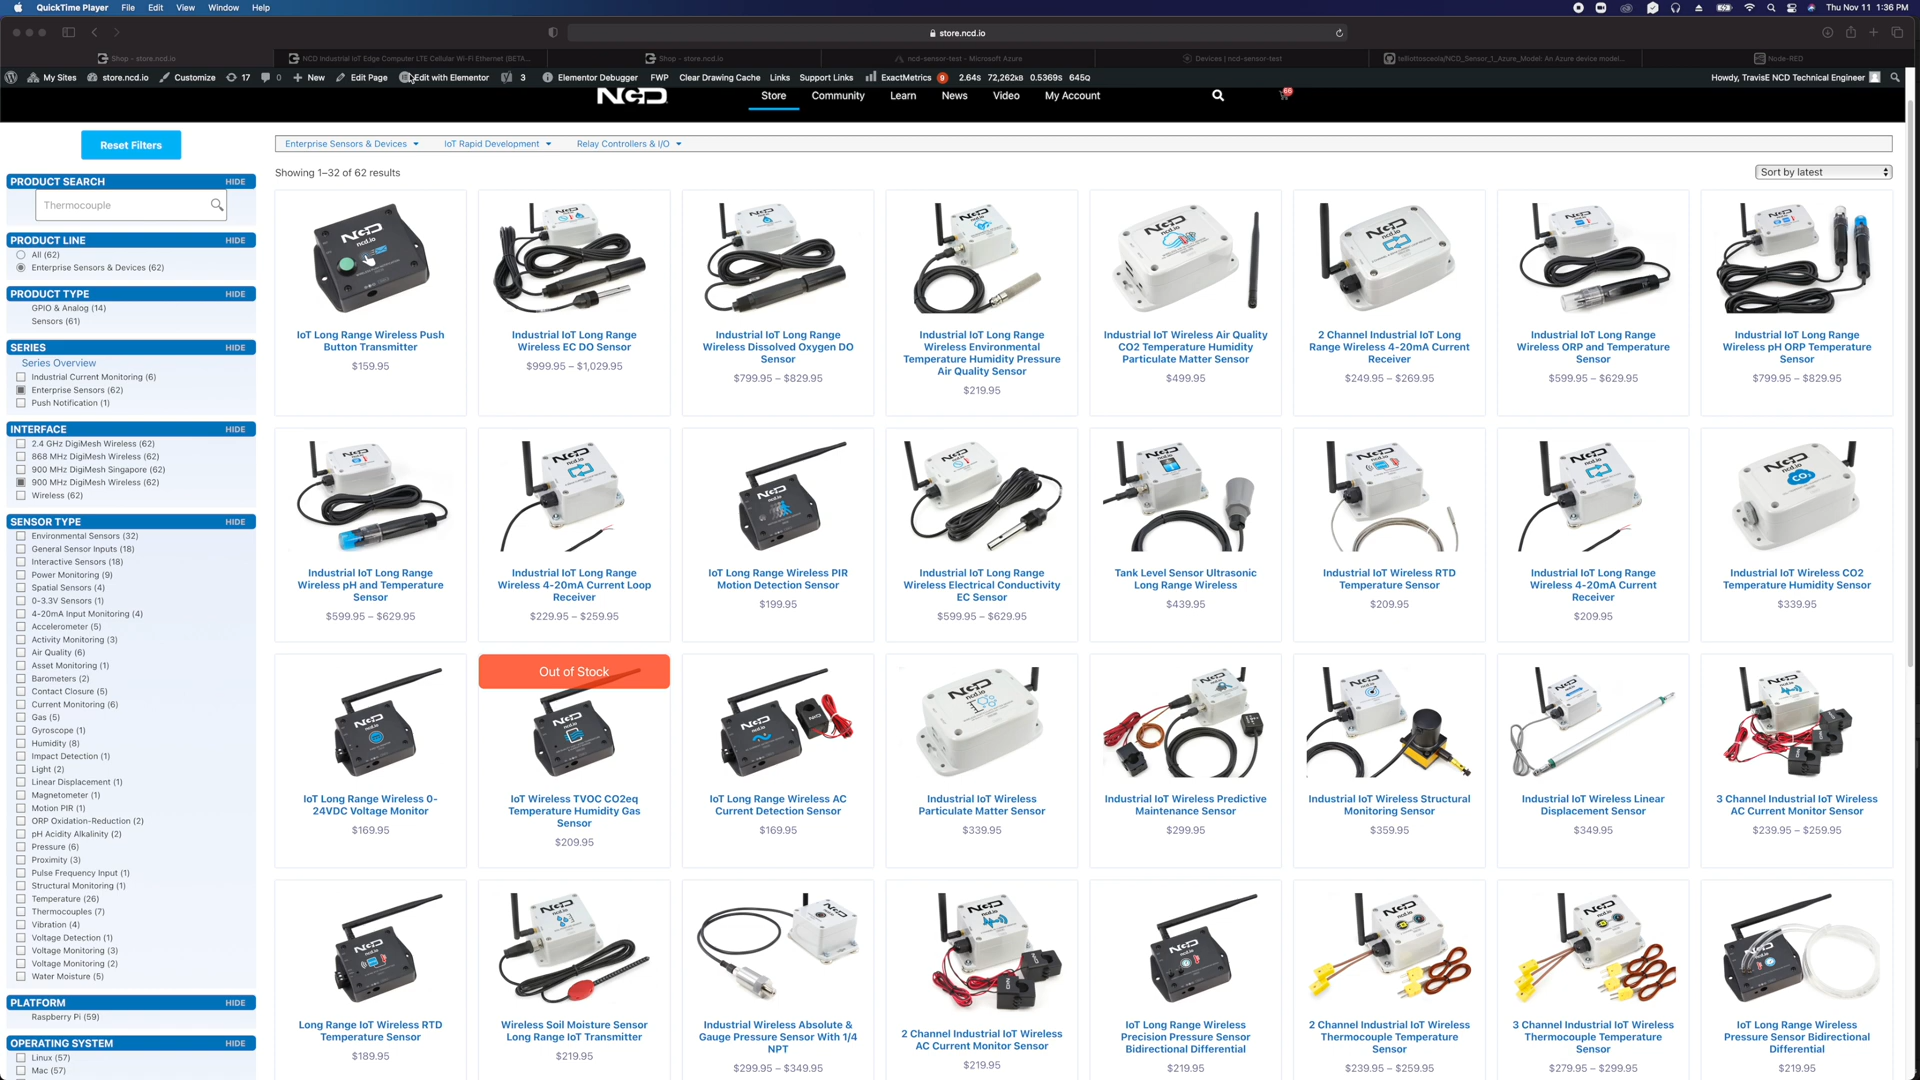 QuickTime Player File Edit View Window Help Thu Nov 11 1:36 PM
store.ncd.io
Shop - store.ncd.io NCD Industrial IoT Edge Computer LTE Cellular Wi-Fi Ethernet (BETA... Shop - store.ncd.io ncd-sensor-test - Microsoft Azure Devices | ncd-sensor-test telliottosceola/NCD_Sensor_1_Azure_Model: An Azure device model... Node-RED
My Sites store.ncd.io Customize 17 0 New Edit Page Edit with Elementor 3 Elementor Debugger FWP Clear Drawing Cache Links Support Links ExactMetrics 9 2.64s 72,262kB 0.5369s 645Q Howdy, TravisE NCD Technical Engineer
NCD Store Community Learn News Video My Account 66
Reset Filters
Enterprise Sensors & Devices IoT Rapid Development Relay Controllers & I/O
Showing 1–32 of 62 results
Sort by latest
PRODUCT SEARCH HIDE
Thermocouple
PRODUCT LINE HIDE
All (62)
Enterprise Sensors & Devices (62)
PRODUCT TYPE HIDE
GPIO & Analog (14)
Sensors (61)
SERIES HIDE
Series Overview
Industrial Current Monitoring (6)
Enterprise Sensors (62)
Push Notification (1)
INTERFACE HIDE
2.4 GHz DigiMesh Wireless (62)
868 MHz DigiMesh Wireless (62)
900 MHz DigiMesh Singapore (62)
900 MHz DigiMesh Wireless (62)
Wireless (62)
SENSOR TYPE HIDE
Environmental Sensors (32)
General Sensor Inputs (18)
Interactive Sensors (18)
Power Monitoring (9)
Spatial Sensors (4)
0-3.3V Sensors (1)
4-20mA Input Monitoring (4)
Accelerometer (5)
Activity Monitoring (3)
Air Quality (6)
Asset Monitoring (1)
Barometers (2)
Contact Closure (5)
Current Monitoring (6)
Gas (5)
Gyroscope (1)
Humidity (8)
Impact Detection (1)
Light (2)
Linear Displacement (1)
Magnetometer (1)
Motion PIR (1)
ORP Oxidation-Reduction (2)
pH Acidity Alkalinity (2)
Pressure (6)
Proximity (3)
Pulse Frequency Input (1)
Structural Monitoring (1)
Temperature (26)
Thermocouples (7)
Vibration (4)
Voltage Detection (1)
Voltage Monitoring (3)
Voltage Monitoring (2)
Water Moisture (5)
PLATFORM HIDE
Raspberry Pi (59)
OPERATING SYSTEM HIDE
Linux (57)
Mac (57)
IoT Long Range Wireless Push
Button Transmitter
$159.95
Industrial IoT Long Range
Wireless EC DO Sensor
$999.95 – $1,029.95
Industrial IoT Long Range
Wireless Dissolved Oxygen DO
Sensor
$799.95 – $829.95
Industrial IoT Long Range
Wireless Environmental
Temperature Humidity Pressure
Air Quality Sensor
$219.95
Industrial IoT Wireless Air Quality
CO2 Temperature Humidity
Particulate Matter Sensor
$499.95
2 Channel Industrial IoT Long
Range Wireless 4-20mA Current
Receiver
$249.95 – $269.95
Industrial IoT Long Range
Wireless ORP and Temperature
Sensor
$599.95 – $629.95
Industrial IoT Long Range
Wireless pH ORP Temperature
Sensor
$799.95 – $829.95
Industrial IoT Long Range
Wireless pH and Temperature
Sensor
$599.95 – $629.95
Industrial IoT Long Range
Wireless 4-20mA Current Loop
Receiver
$229.95 – $259.95
IoT Long Range Wireless PIR
Motion Detection Sensor
$199.95
Industrial IoT Long Range
Wireless Electrical Conductivity
EC Sensor
$599.95 – $629.95
Tank Level Sensor Ultrasonic
Long Range Wireless
$439.95
Industrial IoT Wireless RTD
Temperature Sensor
$209.95
Industrial IoT Long Range
Wireless 4-20mA Current
Receiver
$209.95
Industrial IoT Wireless CO2
Temperature Humidity Sensor
$339.95
IoT Long Range Wireless 0-
24VDC Voltage Monitor
$169.95
Out of Stock
IoT Wireless TVOC CO2eq
Temperature Humidity Gas
Sensor
$209.95
IoT Long Range Wireless AC
Current Detection Sensor
$169.95
Industrial IoT Wireless
Particulate Matter Sensor
$339.95
Industrial IoT Wireless Predictive
Maintenance Sensor
$299.95
Industrial IoT Wireless Structural
Monitoring Sensor
$359.95
Industrial IoT Wireless Linear
Displacement Sensor
$349.95
3 Channel Industrial IoT Wireless
AC Current Monitor Sensor
$239.95 – $259.95
Long Range IoT Wireless RTD
Temperature Sensor
$189.95
Wireless Soil Moisture Sensor
Long Range IoT Transmitter
$219.95
Industrial Wireless Absolute &
Gauge Pressure Sensor With 1/4
NPT
$299.95 – $349.95
2 Channel Industrial IoT Wireless
AC Current Monitor Sensor
$219.95
IoT Long Range Wireless
Precision Pressure Sensor
Bidirectional Differential
$219.95
2 Channel Industrial IoT Wireless
Thermocouple Temperature
Sensor
$239.95 – $259.95
3 Channel Industrial IoT Wireless
Thermocouple Temperature
Sensor
$279.95 – $299.95
IoT Long Range Wireless
Pressure Sensor Bidirectional
Differential
$219.95